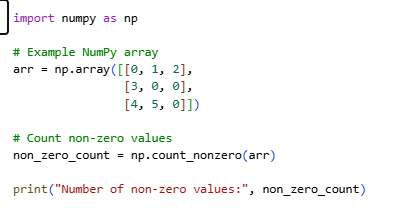 import numpy as np
# Example NumPy array
arr = np.array([[0, 1, 2],
[3, 0, 0],
[4, 5, 0]])
# Count non-zero values
non_zero_count = np.count_nonzero(arr)
print("Number of non-zero values:", non_zero_count)